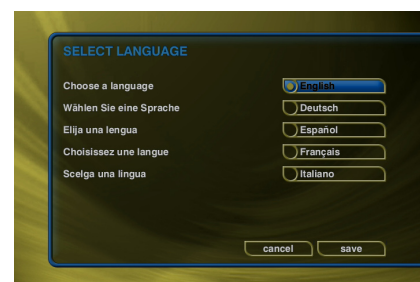 SELECT LANGUAGE
Choose a language English
Wählen Sie eine Sprache Deutsch
Elija una lengua Español
Choisissez une langue Français
Scelga una lingua Italiano
cancel save